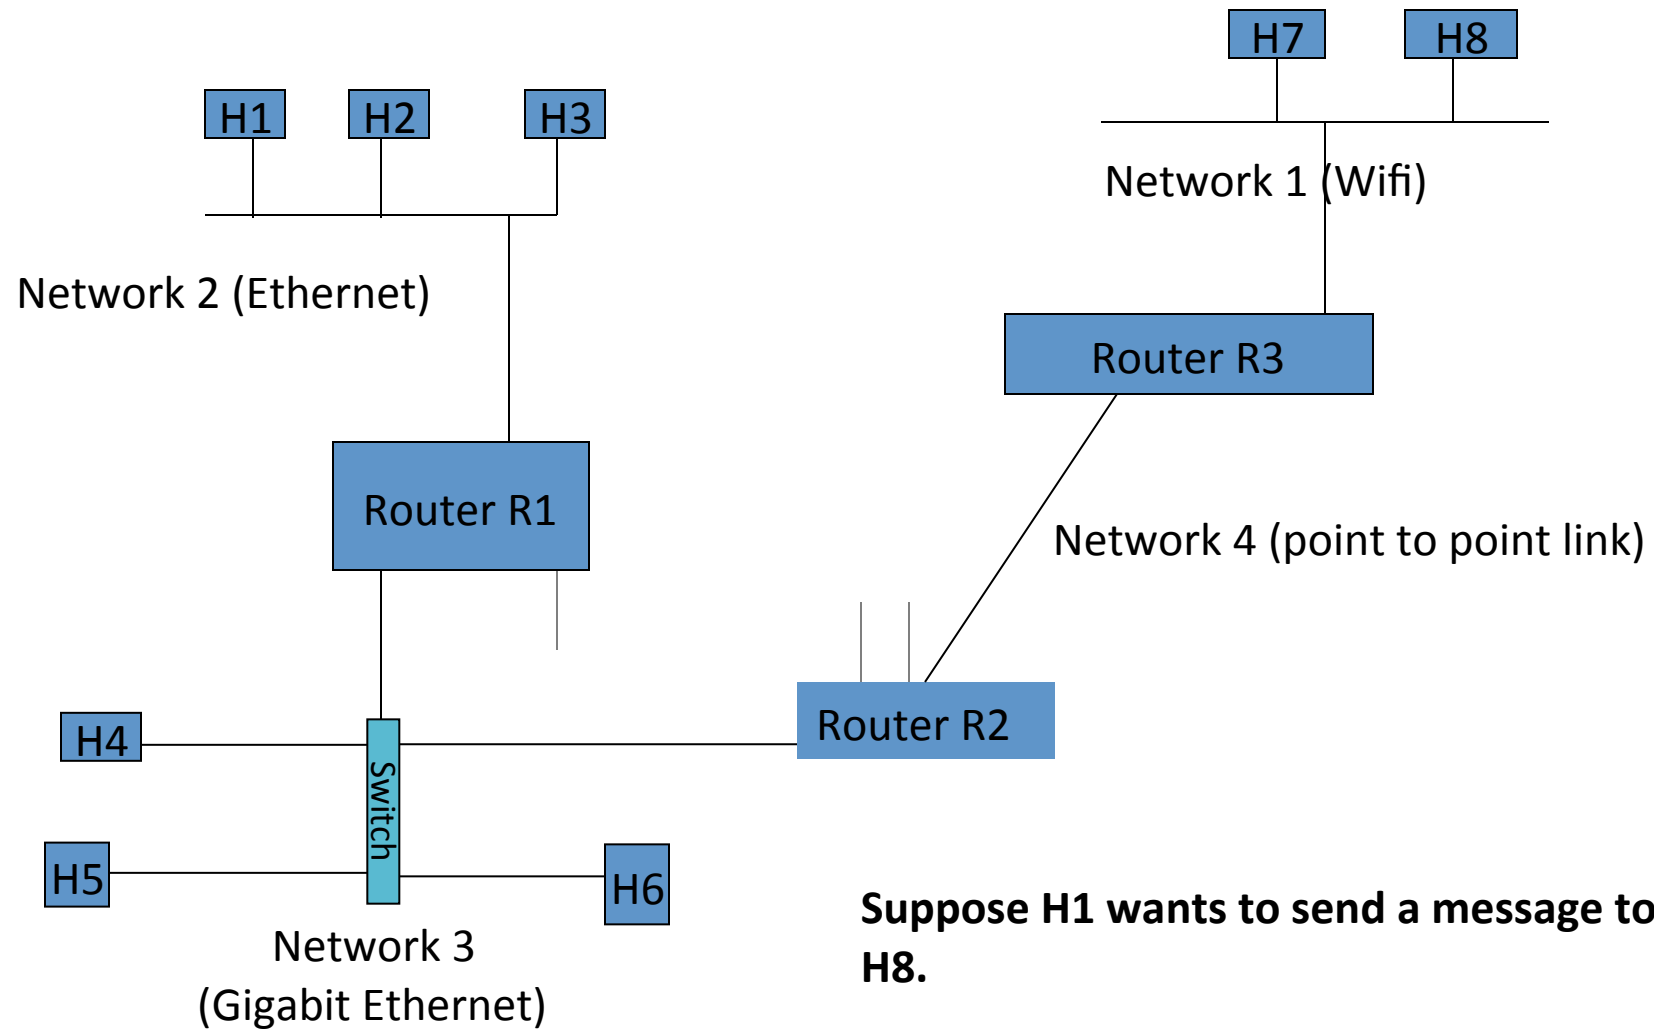 H7
H8
H1
H2
H3
Network 1 (Wifi)
Network 2 (Ethernet)
Router R3
Router R1
Network 4 (point to point link)
Router R2
H4
Switch
H5
H6
Suppose H1 wants to send a message to
H8.
Network 3
(Gigabit Ethernet)